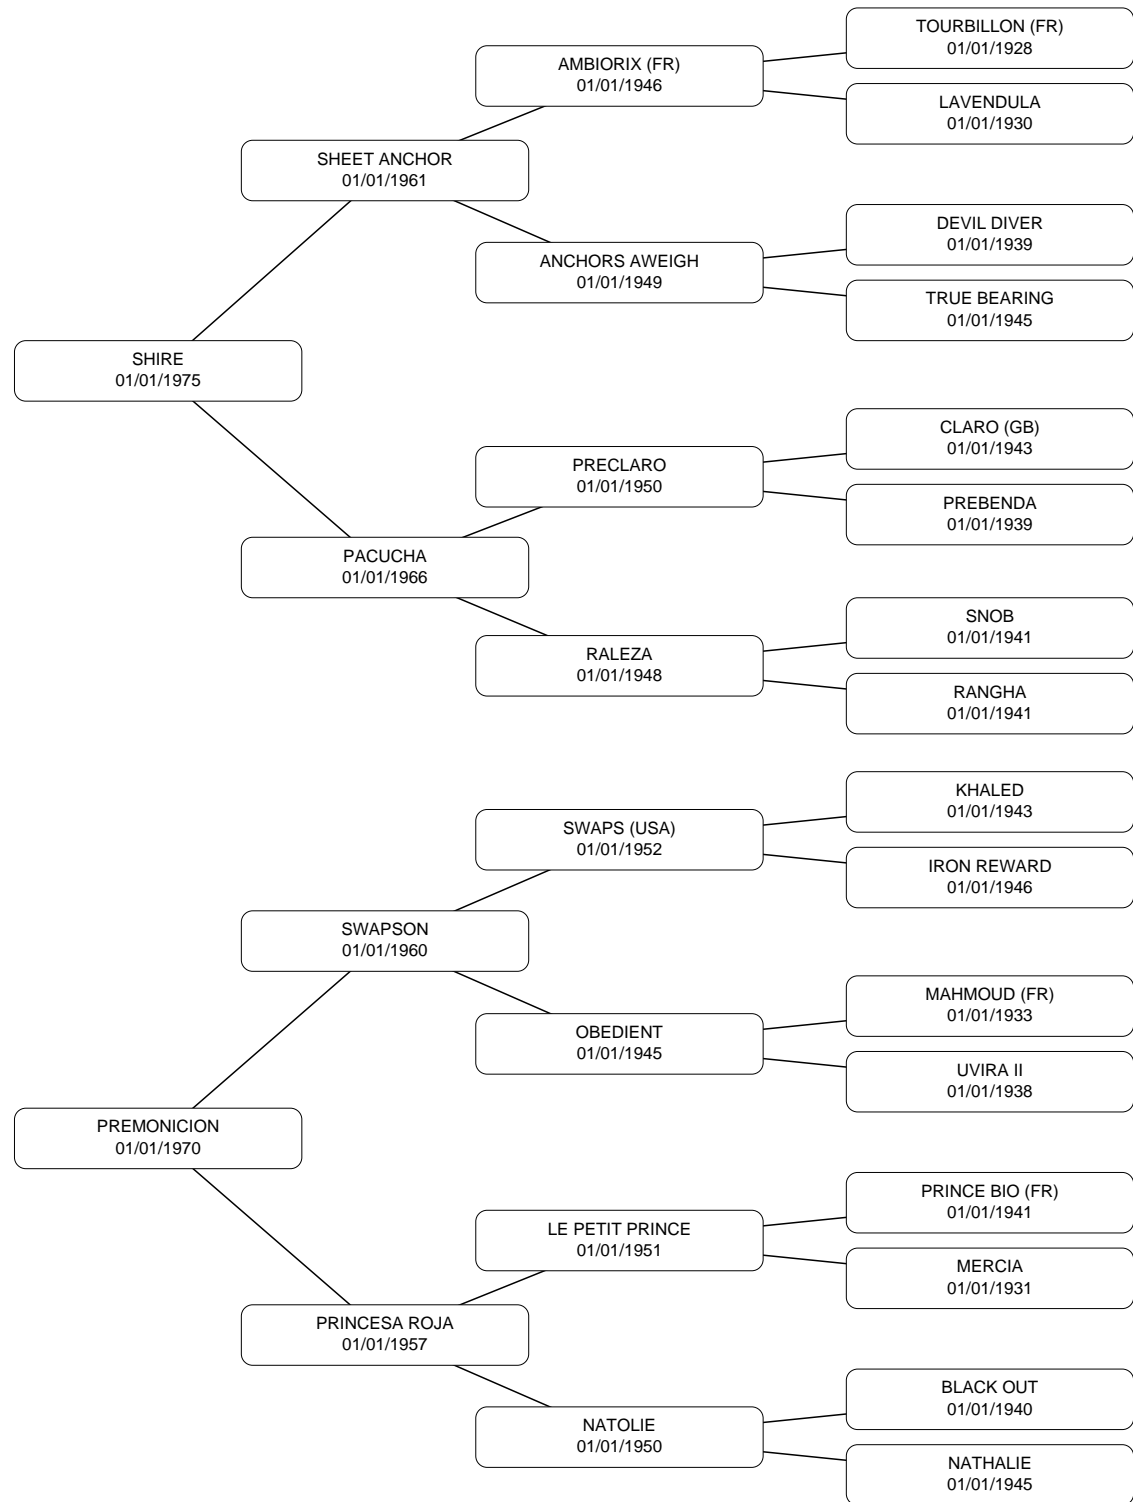 TOURBILLON (FR)
01/01/1928
AMBIORIX (FR)
01/01/1946
LAVENDULA
01/01/1930
SHEET ANCHOR
01/01/1961
DEVIL DIVER
01/01/1939
ANCHORS AWEIGH
01/01/1949
TRUE BEARING
01/01/1945
SHIRE
01/01/1975
CLARO (GB)
01/01/1943
PRECLARO
01/01/1950
PREBENDA
01/01/1939
PACUCHA
01/01/1966
SNOB
01/01/1941
RALEZA
01/01/1948
RANGHA
01/01/1941
KHALED
01/01/1943
SWAPS (USA)
01/01/1952
IRON REWARD
01/01/1946
SWAPSON
01/01/1960
MAHMOUD (FR)
01/01/1933
OBEDIENT
01/01/1945
UVIRA II
01/01/1938
PREMONICION
01/01/1970
PRINCE BIO (FR)
01/01/1941
LE PETIT PRINCE
01/01/1951
MERCIA
01/01/1931
PRINCESA ROJA
01/01/1957
BLACK OUT
01/01/1940
NATOLIE
01/01/1950
NATHALIE
01/01/1945